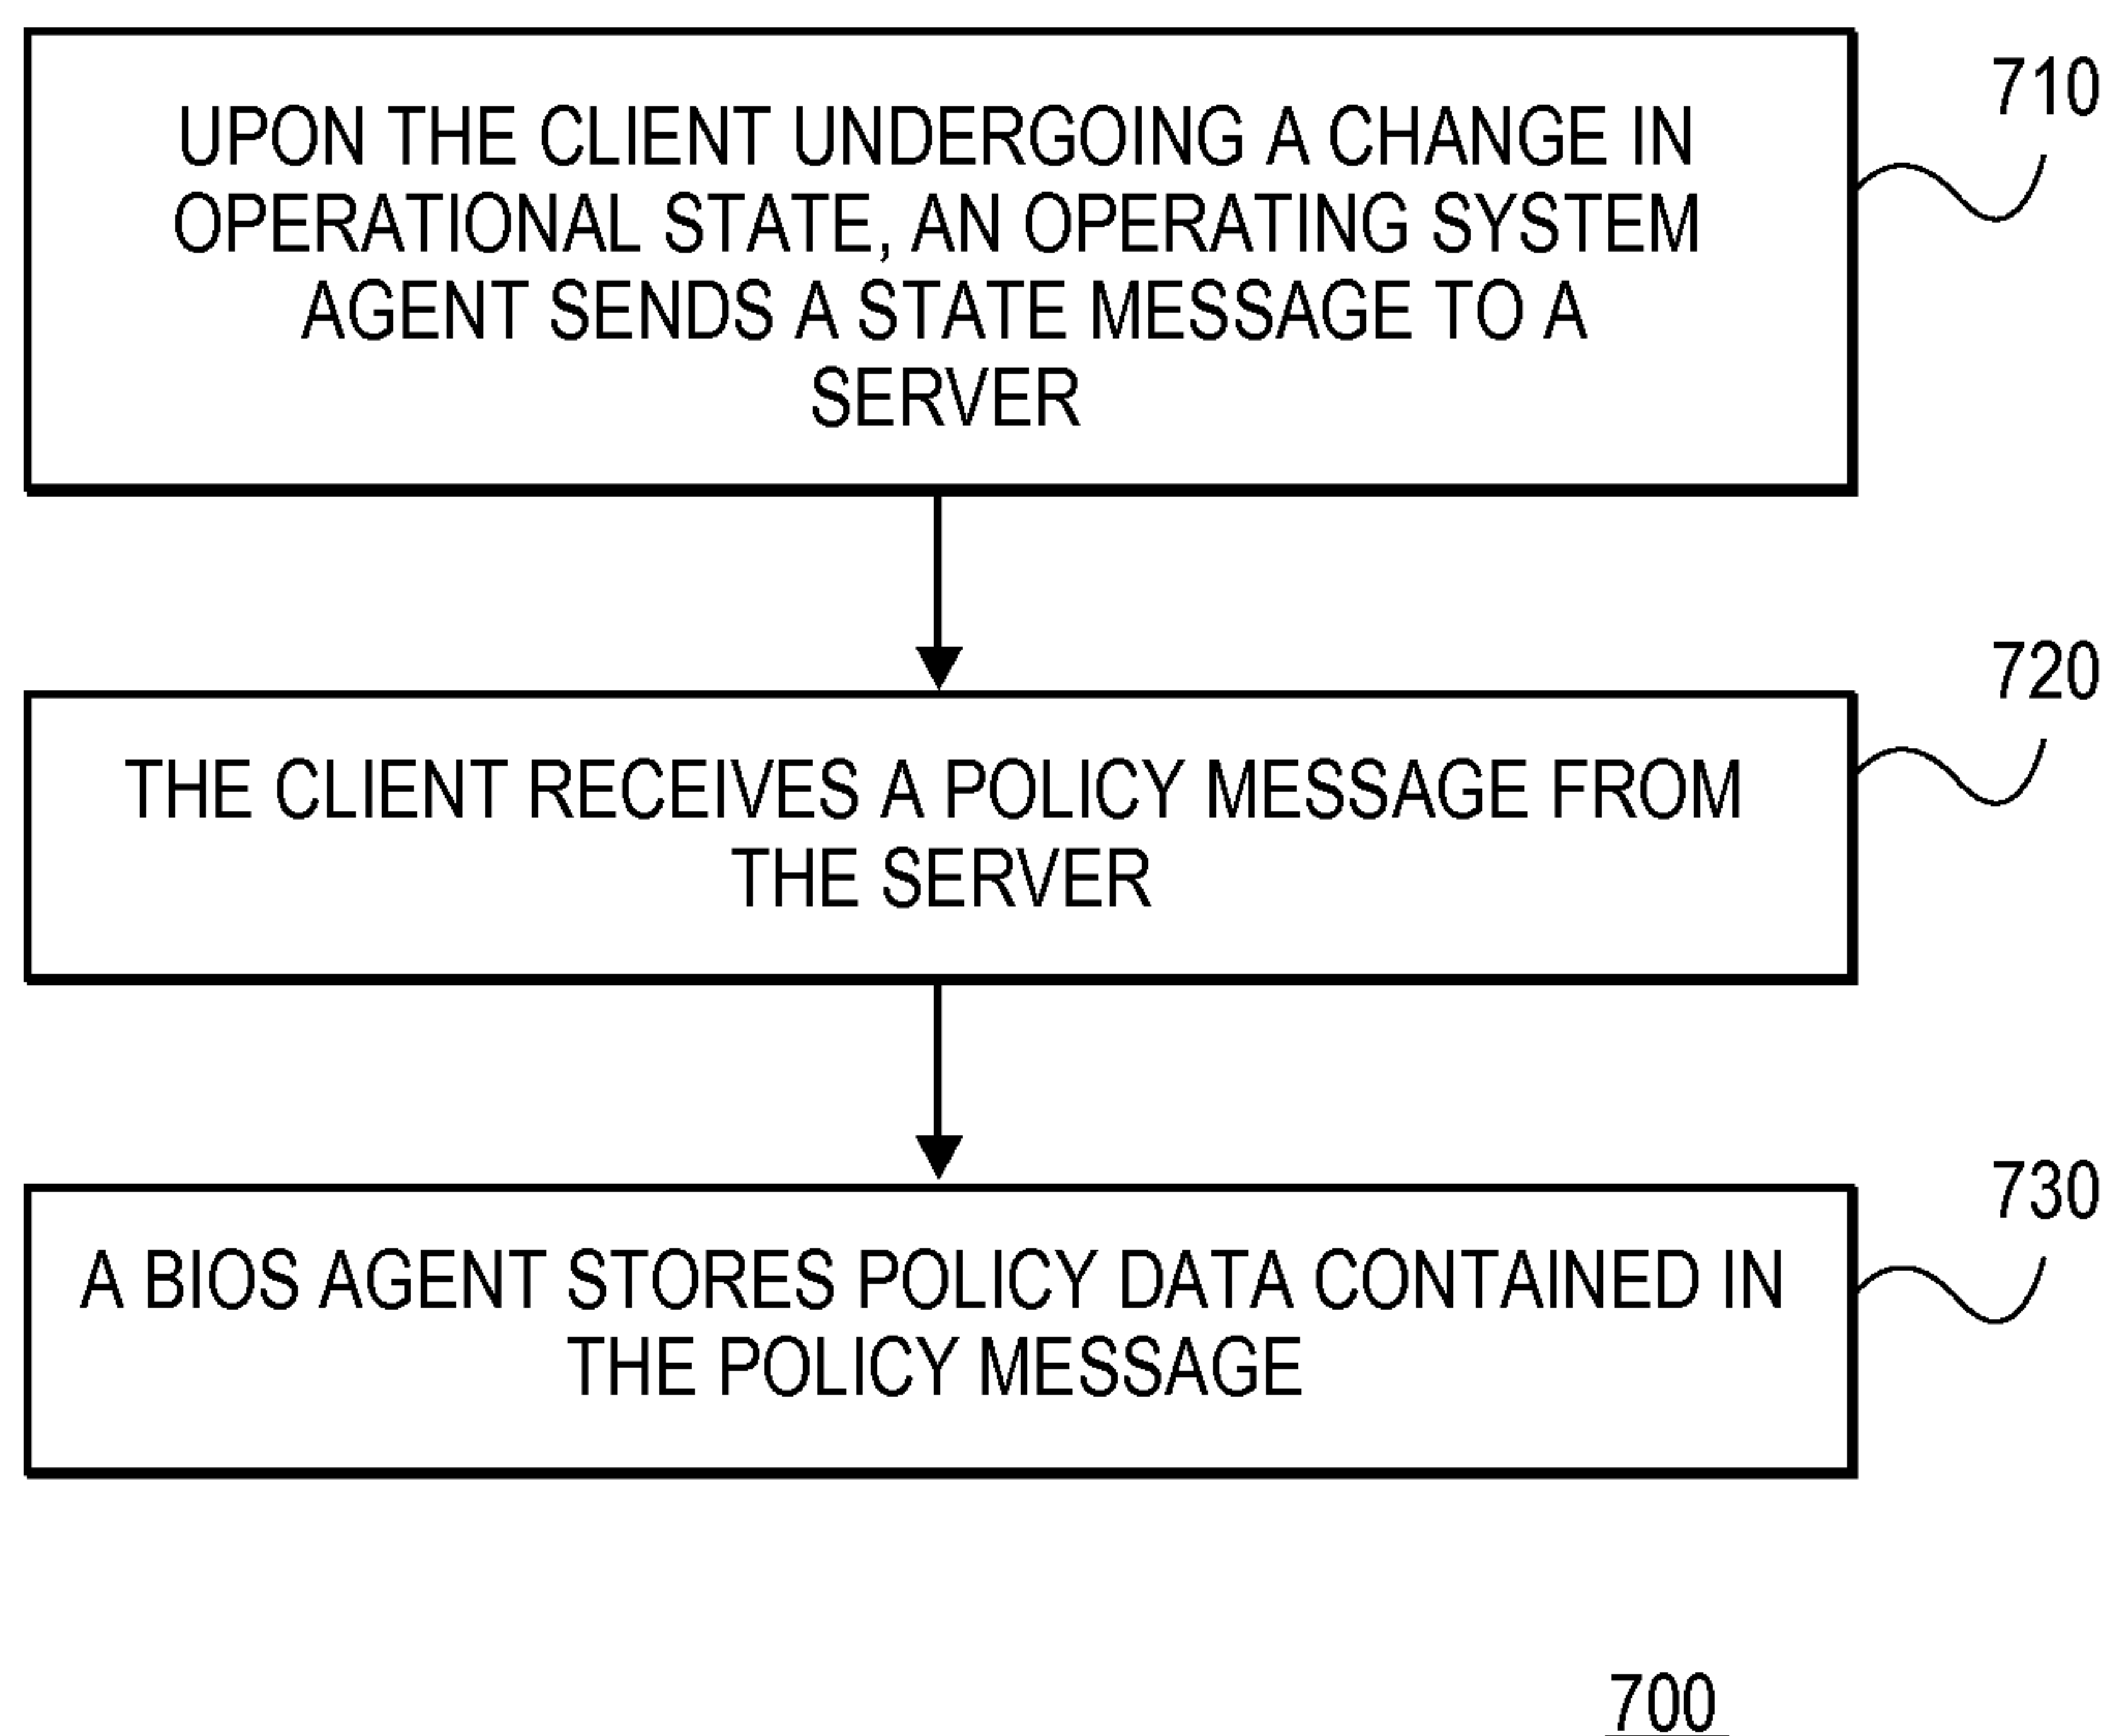 UPON THE CLIENT UNDERGOING A CHANGE IN
OPERATIONAL STATE, AN OPERATING SYSTEM
AGENT SENDS A STATE MESSAGE TO A
SERVER
710
THE CLIENT RECEIVES A POLICY MESSAGE FROM
THE SERVER
720
A BIOS AGENT STORES POLICY DATA CONTAINED IN
THE POLICY MESSAGE
730
700